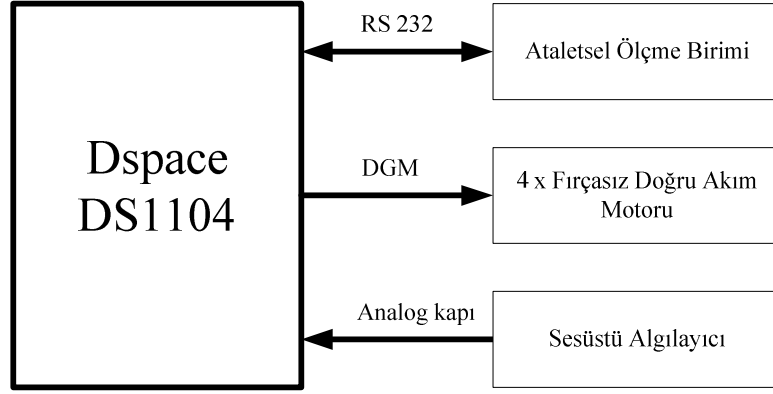 RS 232
Ataletsel Ölçme Birimi
Dspace
DS1104
DGM
4 x Fırçasız Doğru Akım
Motoru
Analog kapı
Sesüstü Algılayıcı